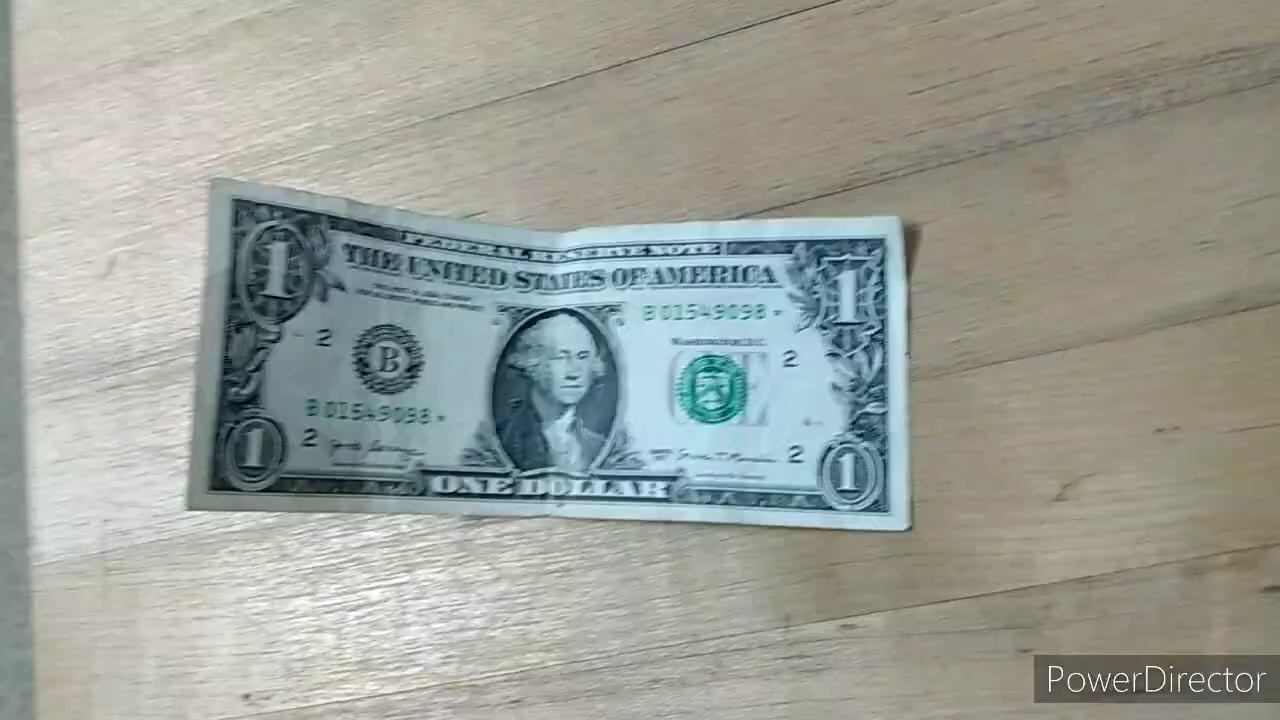 FEDERAL RESERVE NOTE
THE UNITED STATES OF AMERICA
1
1
B 01549098 *
WASHINGTON, D.C.
2
B
2
B 01549098 *
2
2
1
1
ONE DOLLAR
PowerDirector